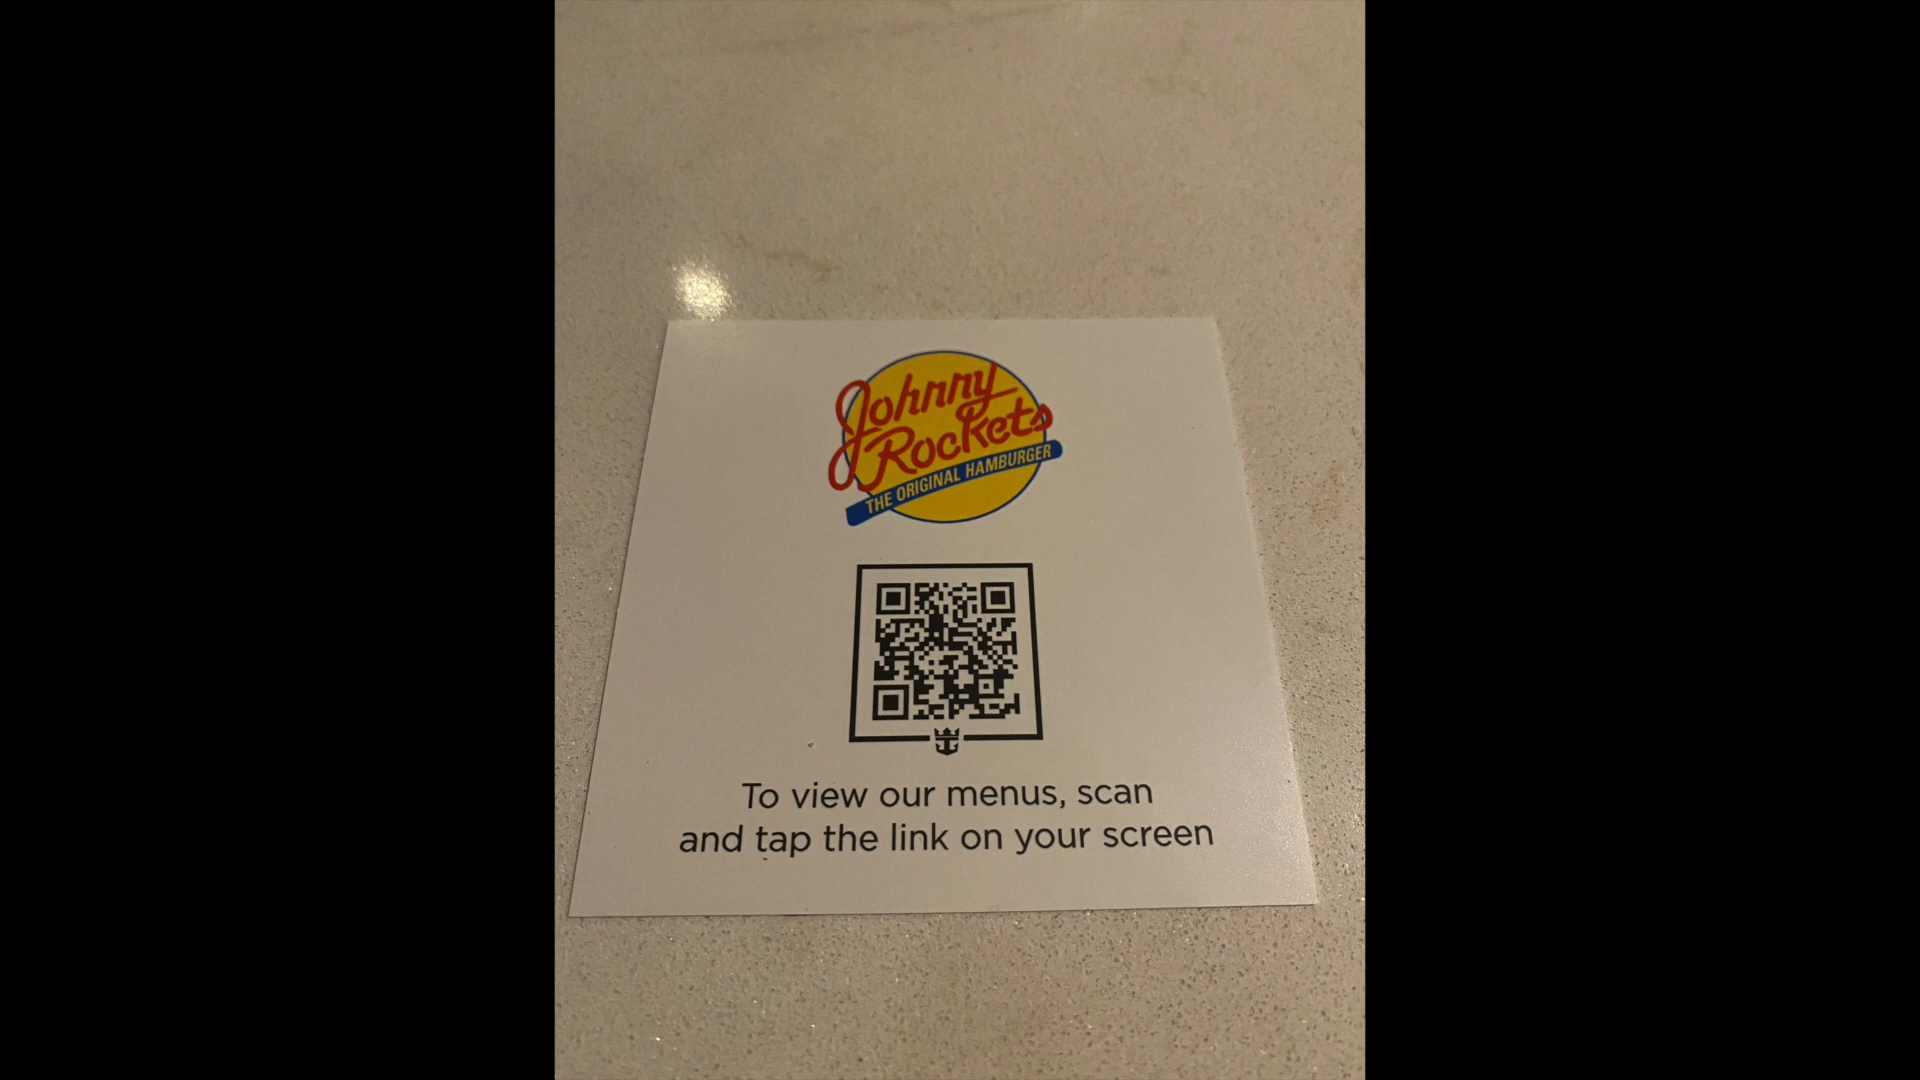 Johnny
Rockets
THE ORIGINAL HAMBURGER
To view our menus, scan
and tap the link on your screen